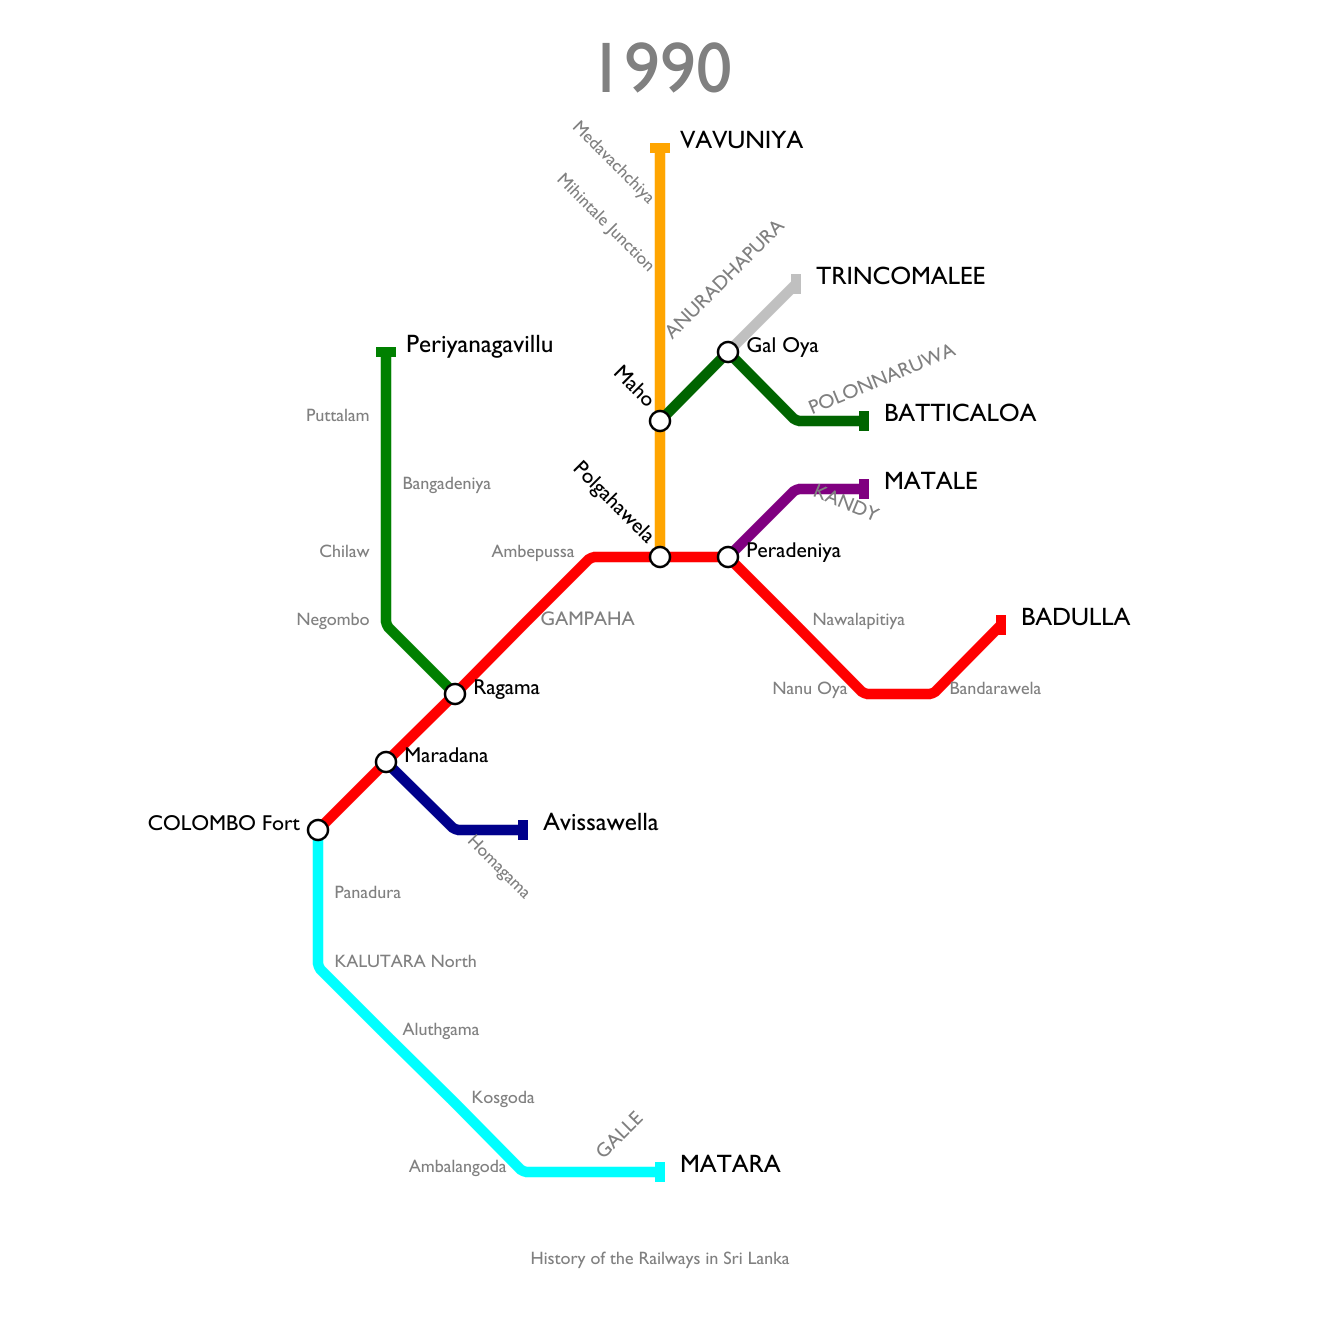 1990
Medavachchiya
VAVUNIYA
Mihintale Junction
ANURADHAPURA
TRINCOMALEE
Periyanagavillu
Gal Oya
Maho
POLONNARUWA
Puttalam
BATTICALOA
Bangadeniya
Polgahawela
MATALE
KANDY
Chilaw
Ambepussa
Peradeniya
Negombo
GAMPAHA
Nawalapitiya
BADULLA
Ragama
Nanu Oya
Bandarawela
Maradana
COLOMBO Fort
Avissawella
Homagama
Panadura
KALUTARA North
Aluthgama
Kosgoda
GALLE
Ambalangoda
MATARA
History of the Railways in Sri Lanka